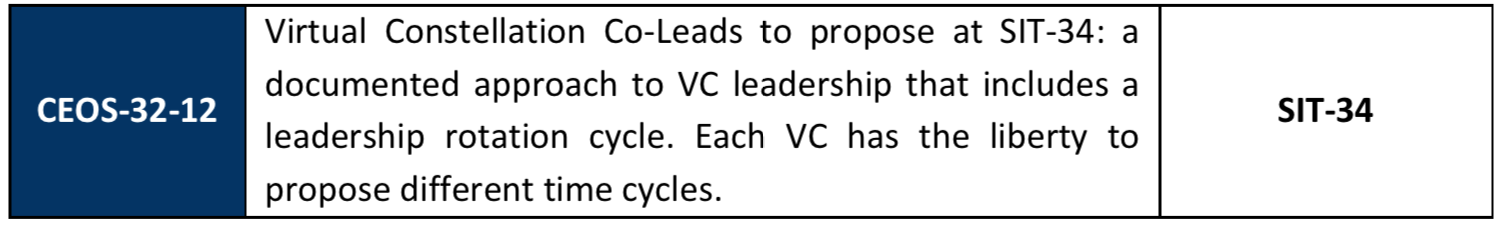 CEOS-32-12
Virtual Constellation Co-Leads to propose at SIT-34: a
documented approach to VC leadership that includes a
leadership rotation cycle. Each VC has the liberty to
propose different time cycles.
SIT-34